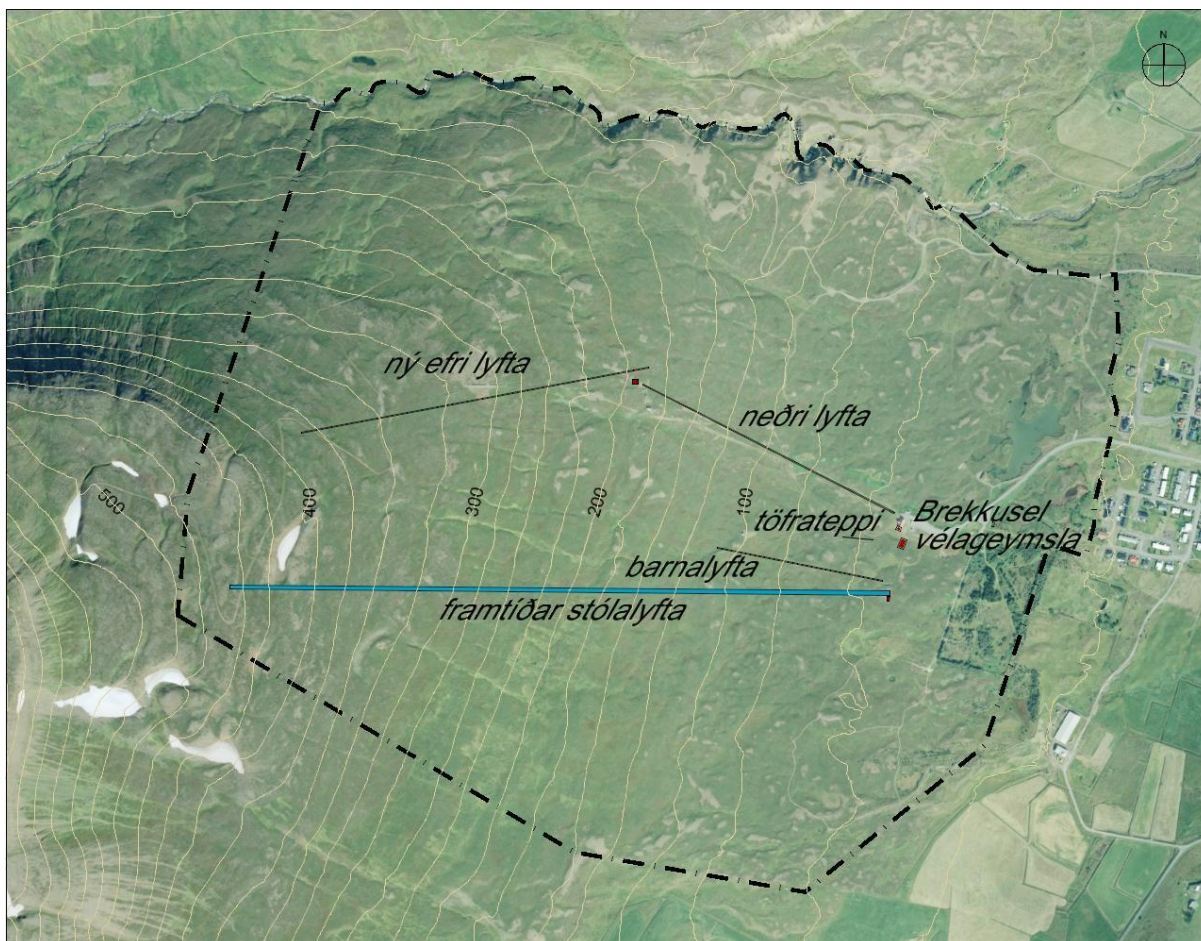 N
ný efri lyfta
neðri lyfta
500
400
300
200
100
töfrateppi
Brekkusel
vélageymsla
barnalyfta
framtíðar stólalyfta